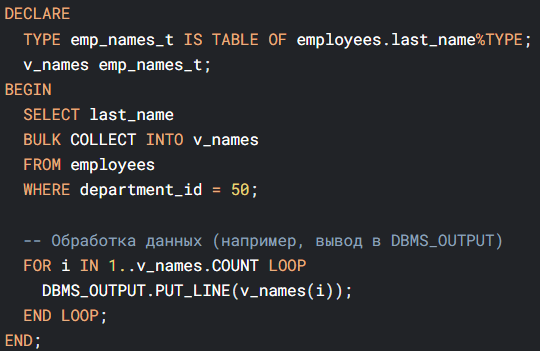 DECLARE
  TYPE emp_names_t IS TABLE OF employees.last_name%TYPE;
  v_names emp_names_t;
BEGIN
  SELECT last_name
  BULK COLLECT INTO v_names
  FROM employees
  WHERE department_id = 50;

  -- Обработка данных (например, вывод в DBMS_OUTPUT)
  FOR i IN 1..v_names.COUNT LOOP
    DBMS_OUTPUT.PUT_LINE(v_names(i));
  END LOOP;
END;